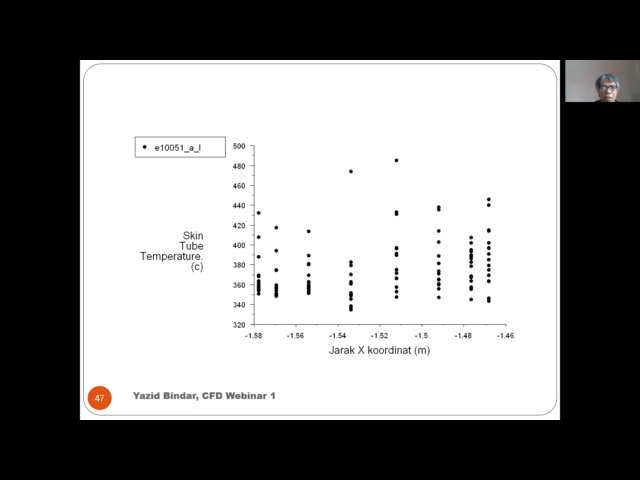 e10051_a_l
500
480
460
440
420
400
380
360
340
320
Skin
Tube
Temperature.
(c)
-1.58 -1.56 -1.54 -1.52 -1.5 -1.48 -1.46
Jarak X koordinat (m)
47 Yazid Bindar, CFD Webinar 1